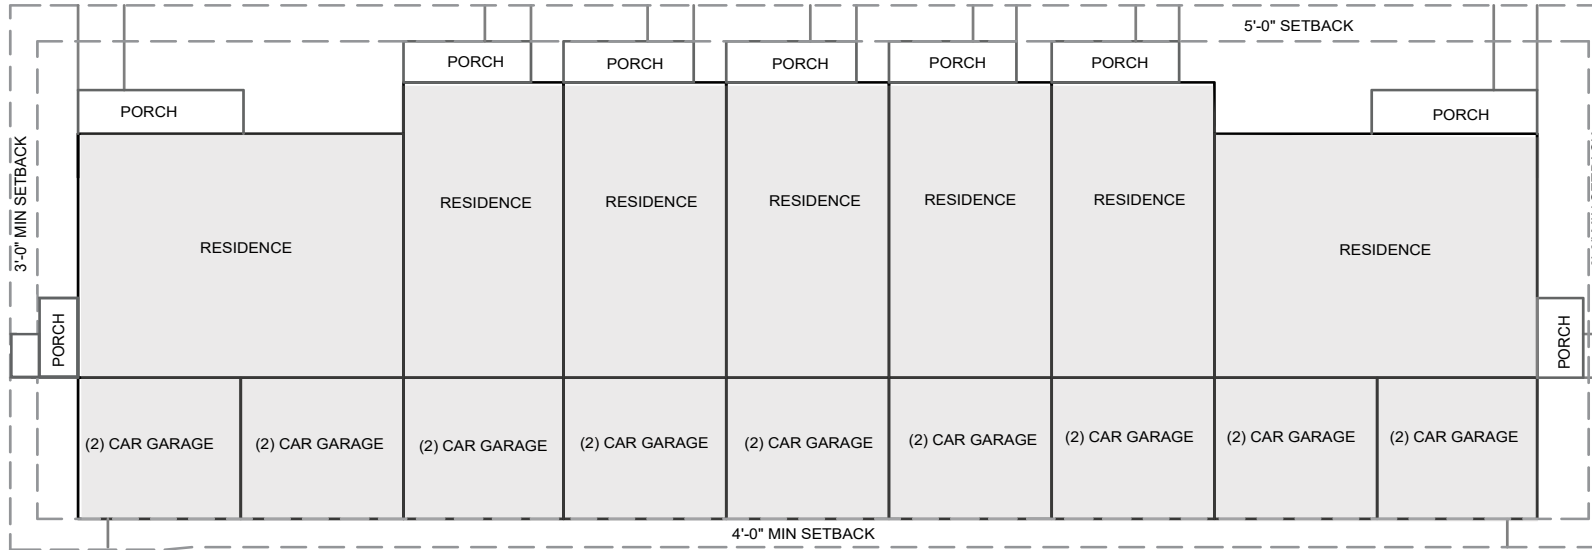 5'-0" SETBACK
PORCH
PORCH
PORCH
PORCH
PORCH
PORCH
PORCH
3'-0" MIN SETBACK
RESIDENCE
RESIDENCE
RESIDENCE
RESIDENCE
RESIDENCE
RESIDENCE
RESIDENCE
PORCH
PORCH
(2) CAR GARAGE
(2) CAR GARAGE
(2) CAR GARAGE
(2) CAR GARAGE
(2) CAR GARAGE
(2) CAR GARAGE
(2) CAR GARAGE
(2) CAR GARAGE
(2) CAR GARAGE
4'-0" MIN SETBACK